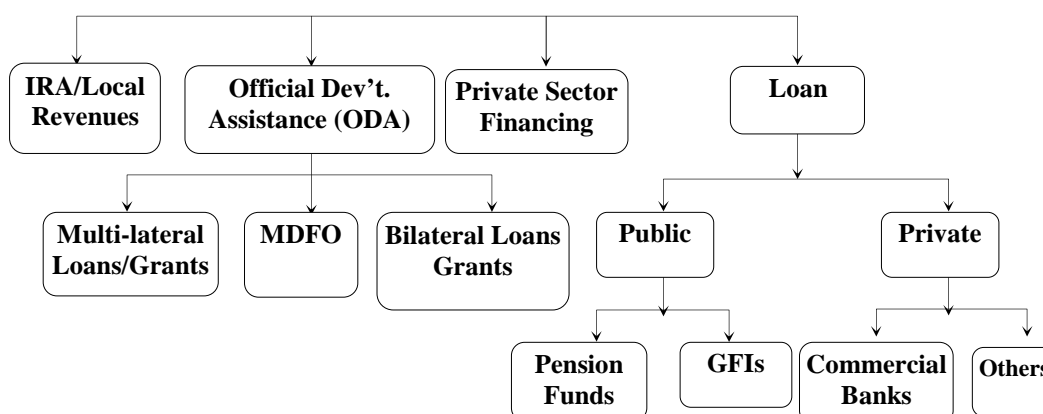 IRA/Local
Revenues
Official Dev't.
Assistance (ODA)
Private Sector
Financing
Loan
Multi-lateral
Loans/Grants
MDFO
Bilateral Loans
Grants
Public
Private
Pension
Funds
GFIs
Commercial
Banks
Others